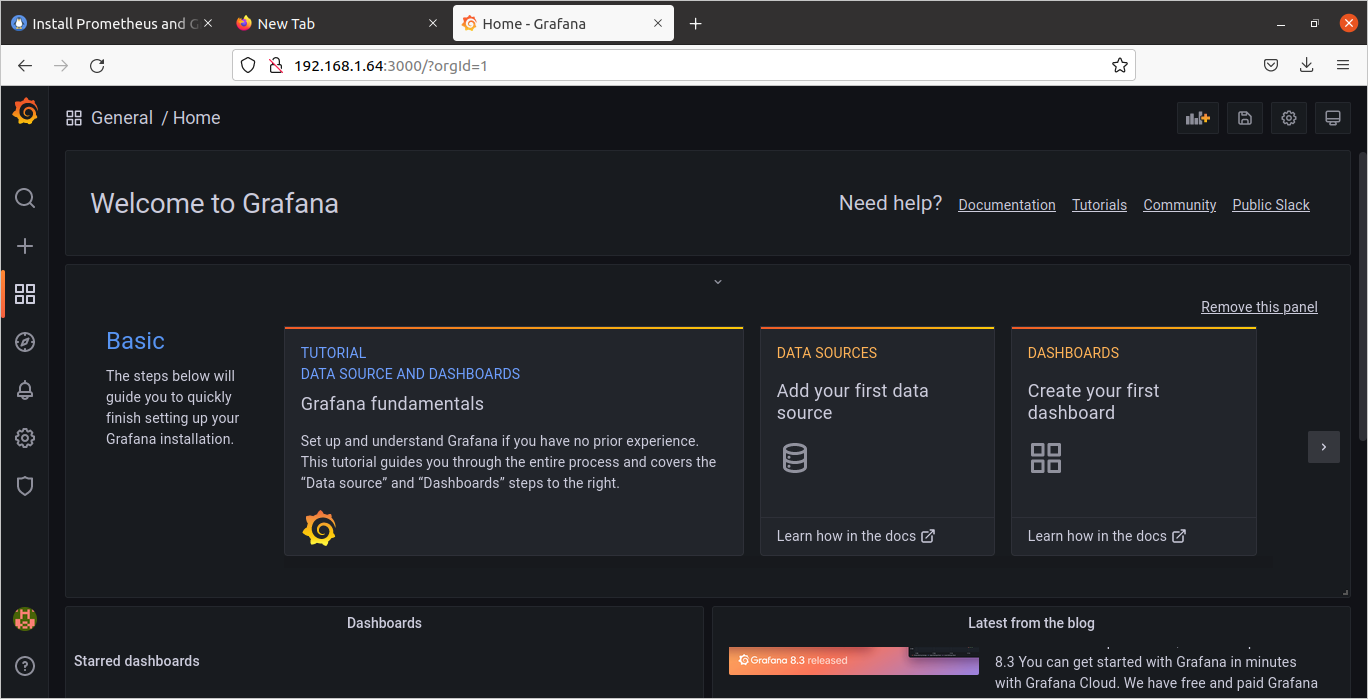 Install Prometheus and
New Tab
Home - Grafana
192.168.1.64:3000/?orgId=1
General / Home
Welcome to Grafana
Need help? Documentation Tutorials Community Public Slack
Remove this panel
Basic
The steps below will
guide you to quickly
finish setting up your
Grafana installation.
TUTORIAL
DATA SOURCE AND DASHBOARDS
Grafana fundamentals
Set up and understand Grafana if you have no prior experience.
This tutorial guides you through the entire process and covers the
“Data source” and “Dashboards” steps to the right.
DATA SOURCES
Add your first data
source
Learn how in the docs
DASHBOARDS
Create your first
dashboard
Learn how in the docs
Dashboards
Starred dashboards
Latest from the blog
Grafana 8.3 released
8.3 You can get started with Grafana in minutes
with Grafana Cloud. We have free and paid Grafana